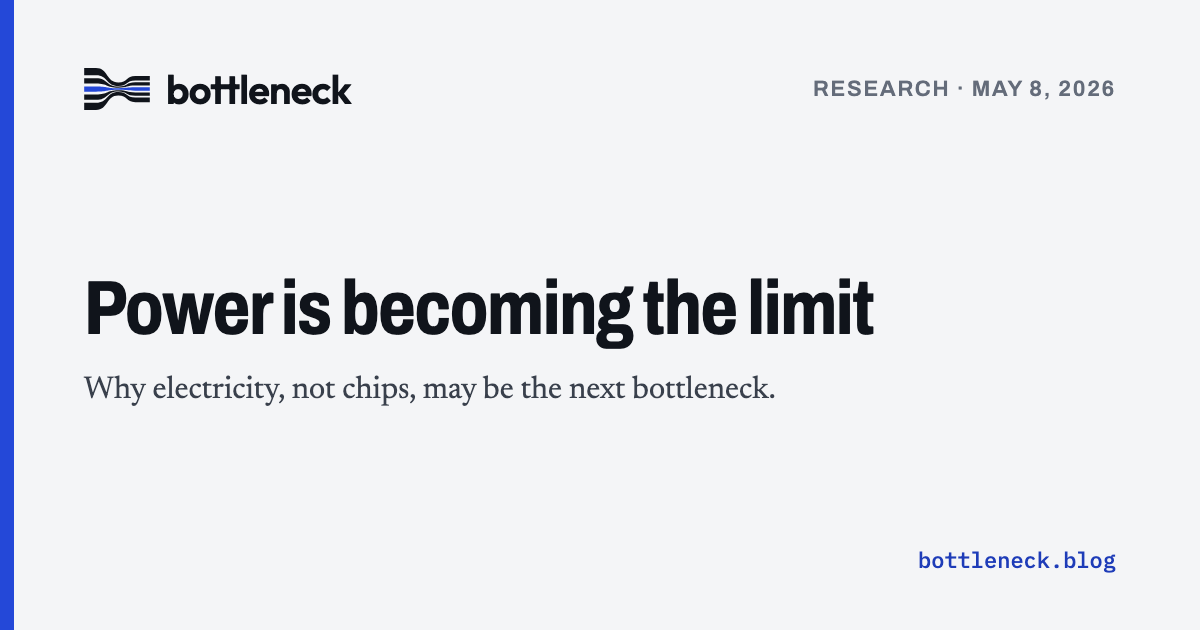 bottleneck
RESEARCH · MAY 8, 2026
Power is becoming the limit
Why electricity, not chips, may be the next bottleneck.
bottleneck.blog